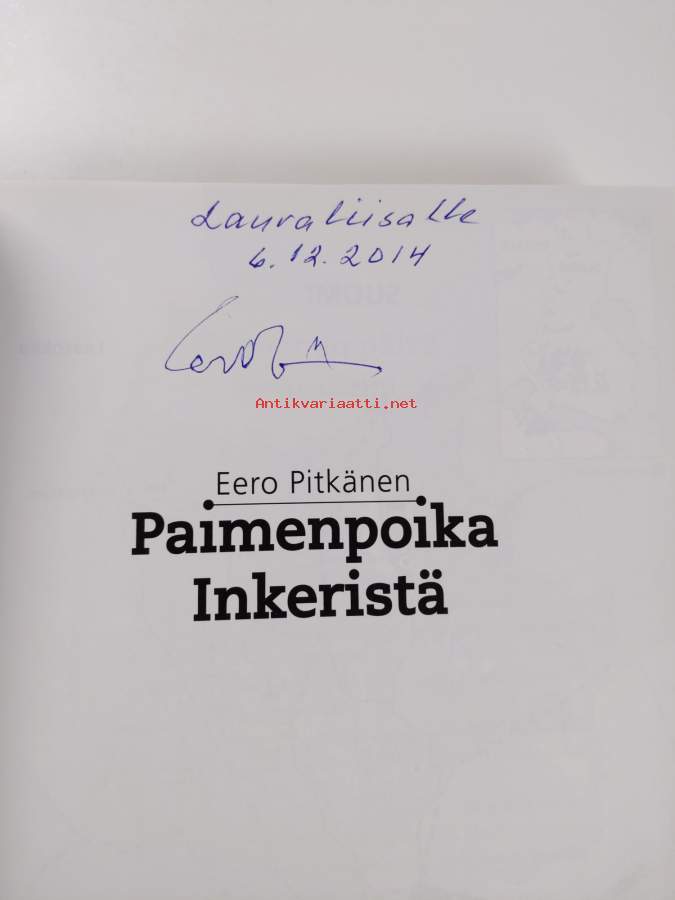 Lauraliisalle
6.12.2014
Antikvariaatti.net
Eero Pitkänen
Paimenpoika
Inkeristä